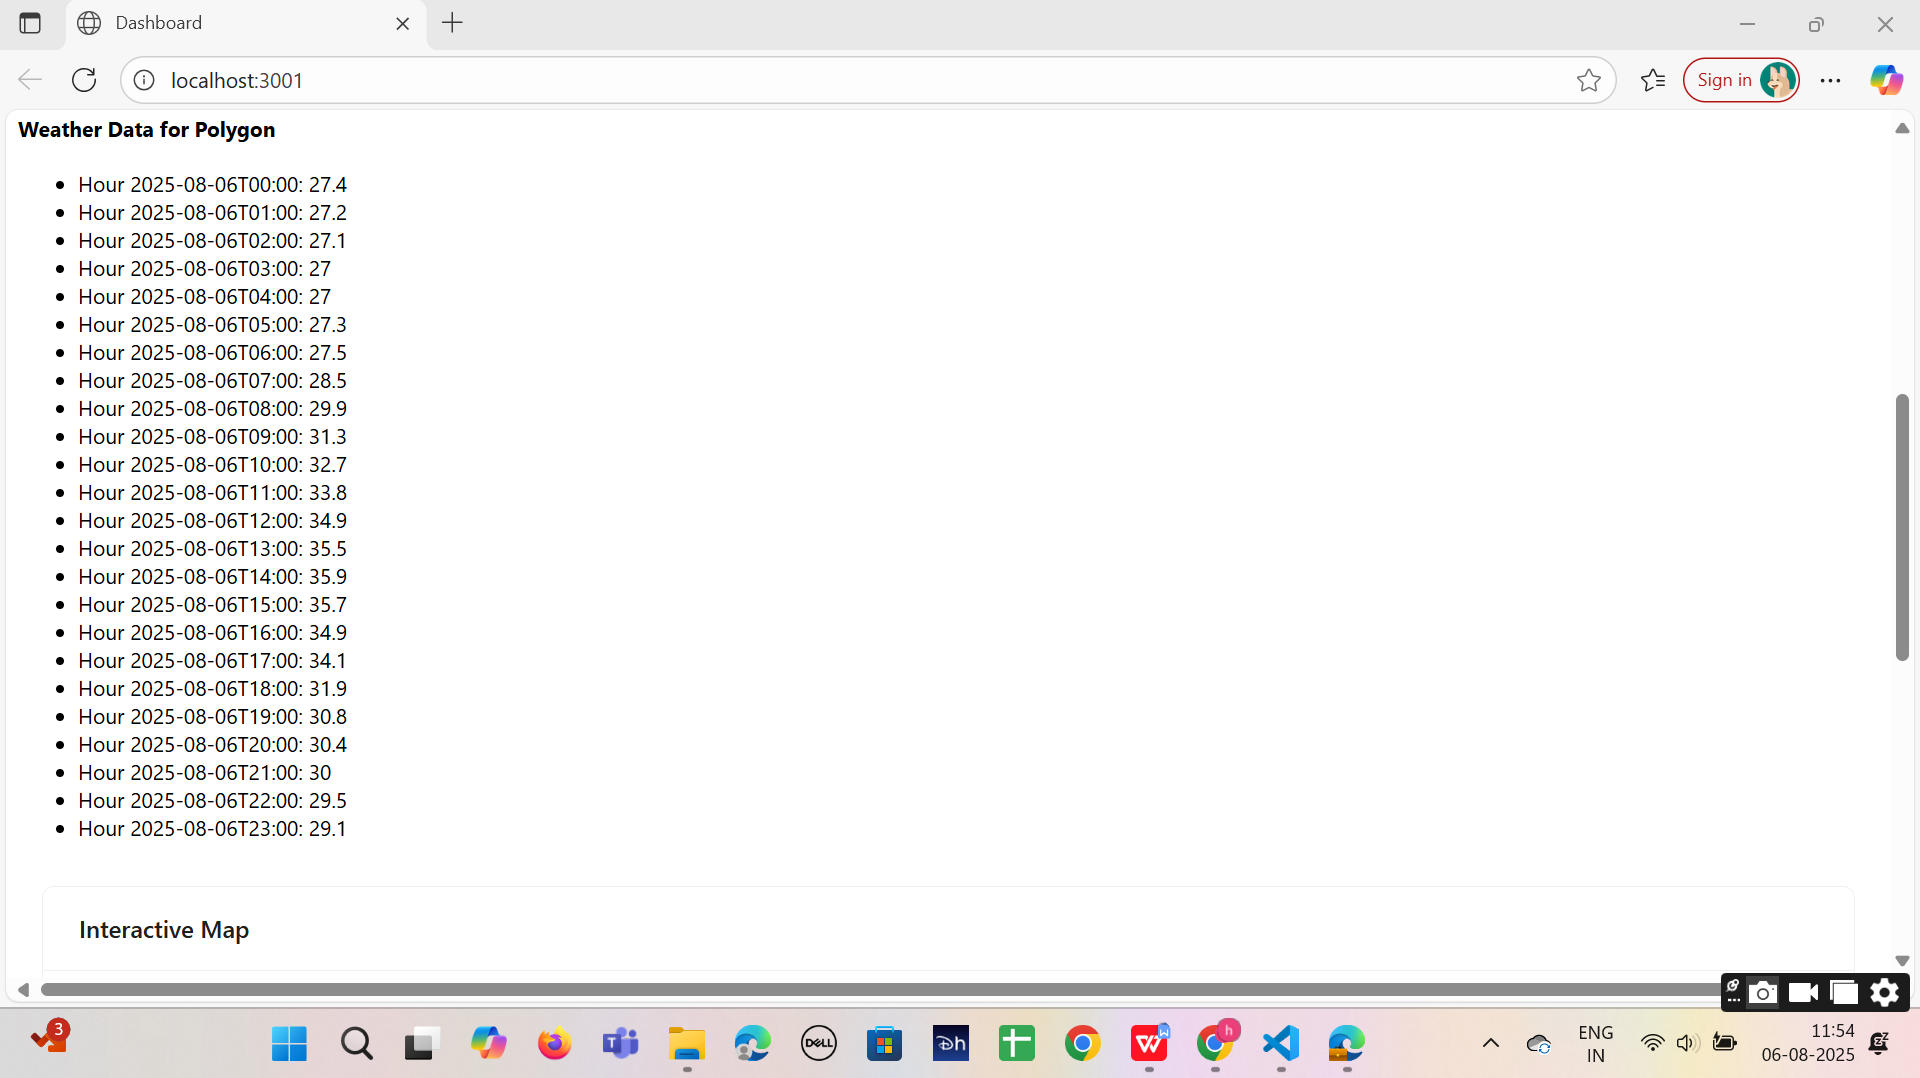 Dashboard
localhost:3001
Sign in
Weather Data for Polygon
Hour 2025-08-06T00:00: 27.4
Hour 2025-08-06T01:00: 27.2
Hour 2025-08-06T02:00: 27.1
Hour 2025-08-06T03:00: 27
Hour 2025-08-06T04:00: 27
Hour 2025-08-06T05:00: 27.3
Hour 2025-08-06T06:00: 27.5
Hour 2025-08-06T07:00: 28.5
Hour 2025-08-06T08:00: 29.9
Hour 2025-08-06T09:00: 31.3
Hour 2025-08-06T10:00: 32.7
Hour 2025-08-06T11:00: 33.8
Hour 2025-08-06T12:00: 34.9
Hour 2025-08-06T13:00: 35.5
Hour 2025-08-06T14:00: 35.9
Hour 2025-08-06T15:00: 35.7
Hour 2025-08-06T16:00: 34.9
Hour 2025-08-06T17:00: 34.1
Hour 2025-08-06T18:00: 31.9
Hour 2025-08-06T19:00: 30.8
Hour 2025-08-06T20:00: 30.4
Hour 2025-08-06T21:00: 30
Hour 2025-08-06T22:00: 29.5
Hour 2025-08-06T23:00: 29.1
Interactive Map
3
T
DELL
Dh
W
W
h
ENG
IN
11:54
06-08-2025